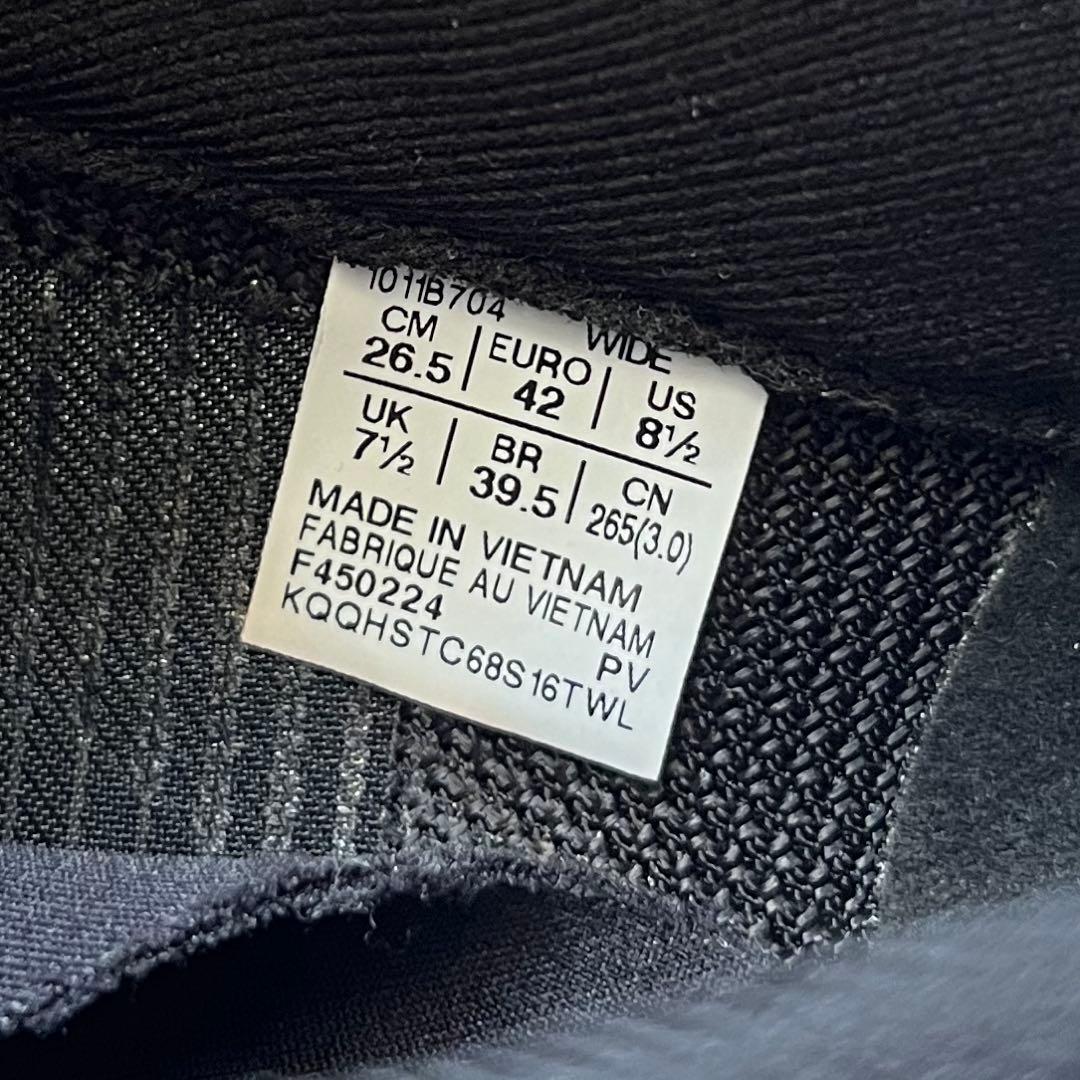 1011B704 WIDE
CM EURO US
26.5 42 8½
UK BR CN
7½ 39.5 265(3.0)
MADE IN VIETNAM
FABRIQUE AU VIETNAM
F450224 PV
KQQHSTC68S16TWL